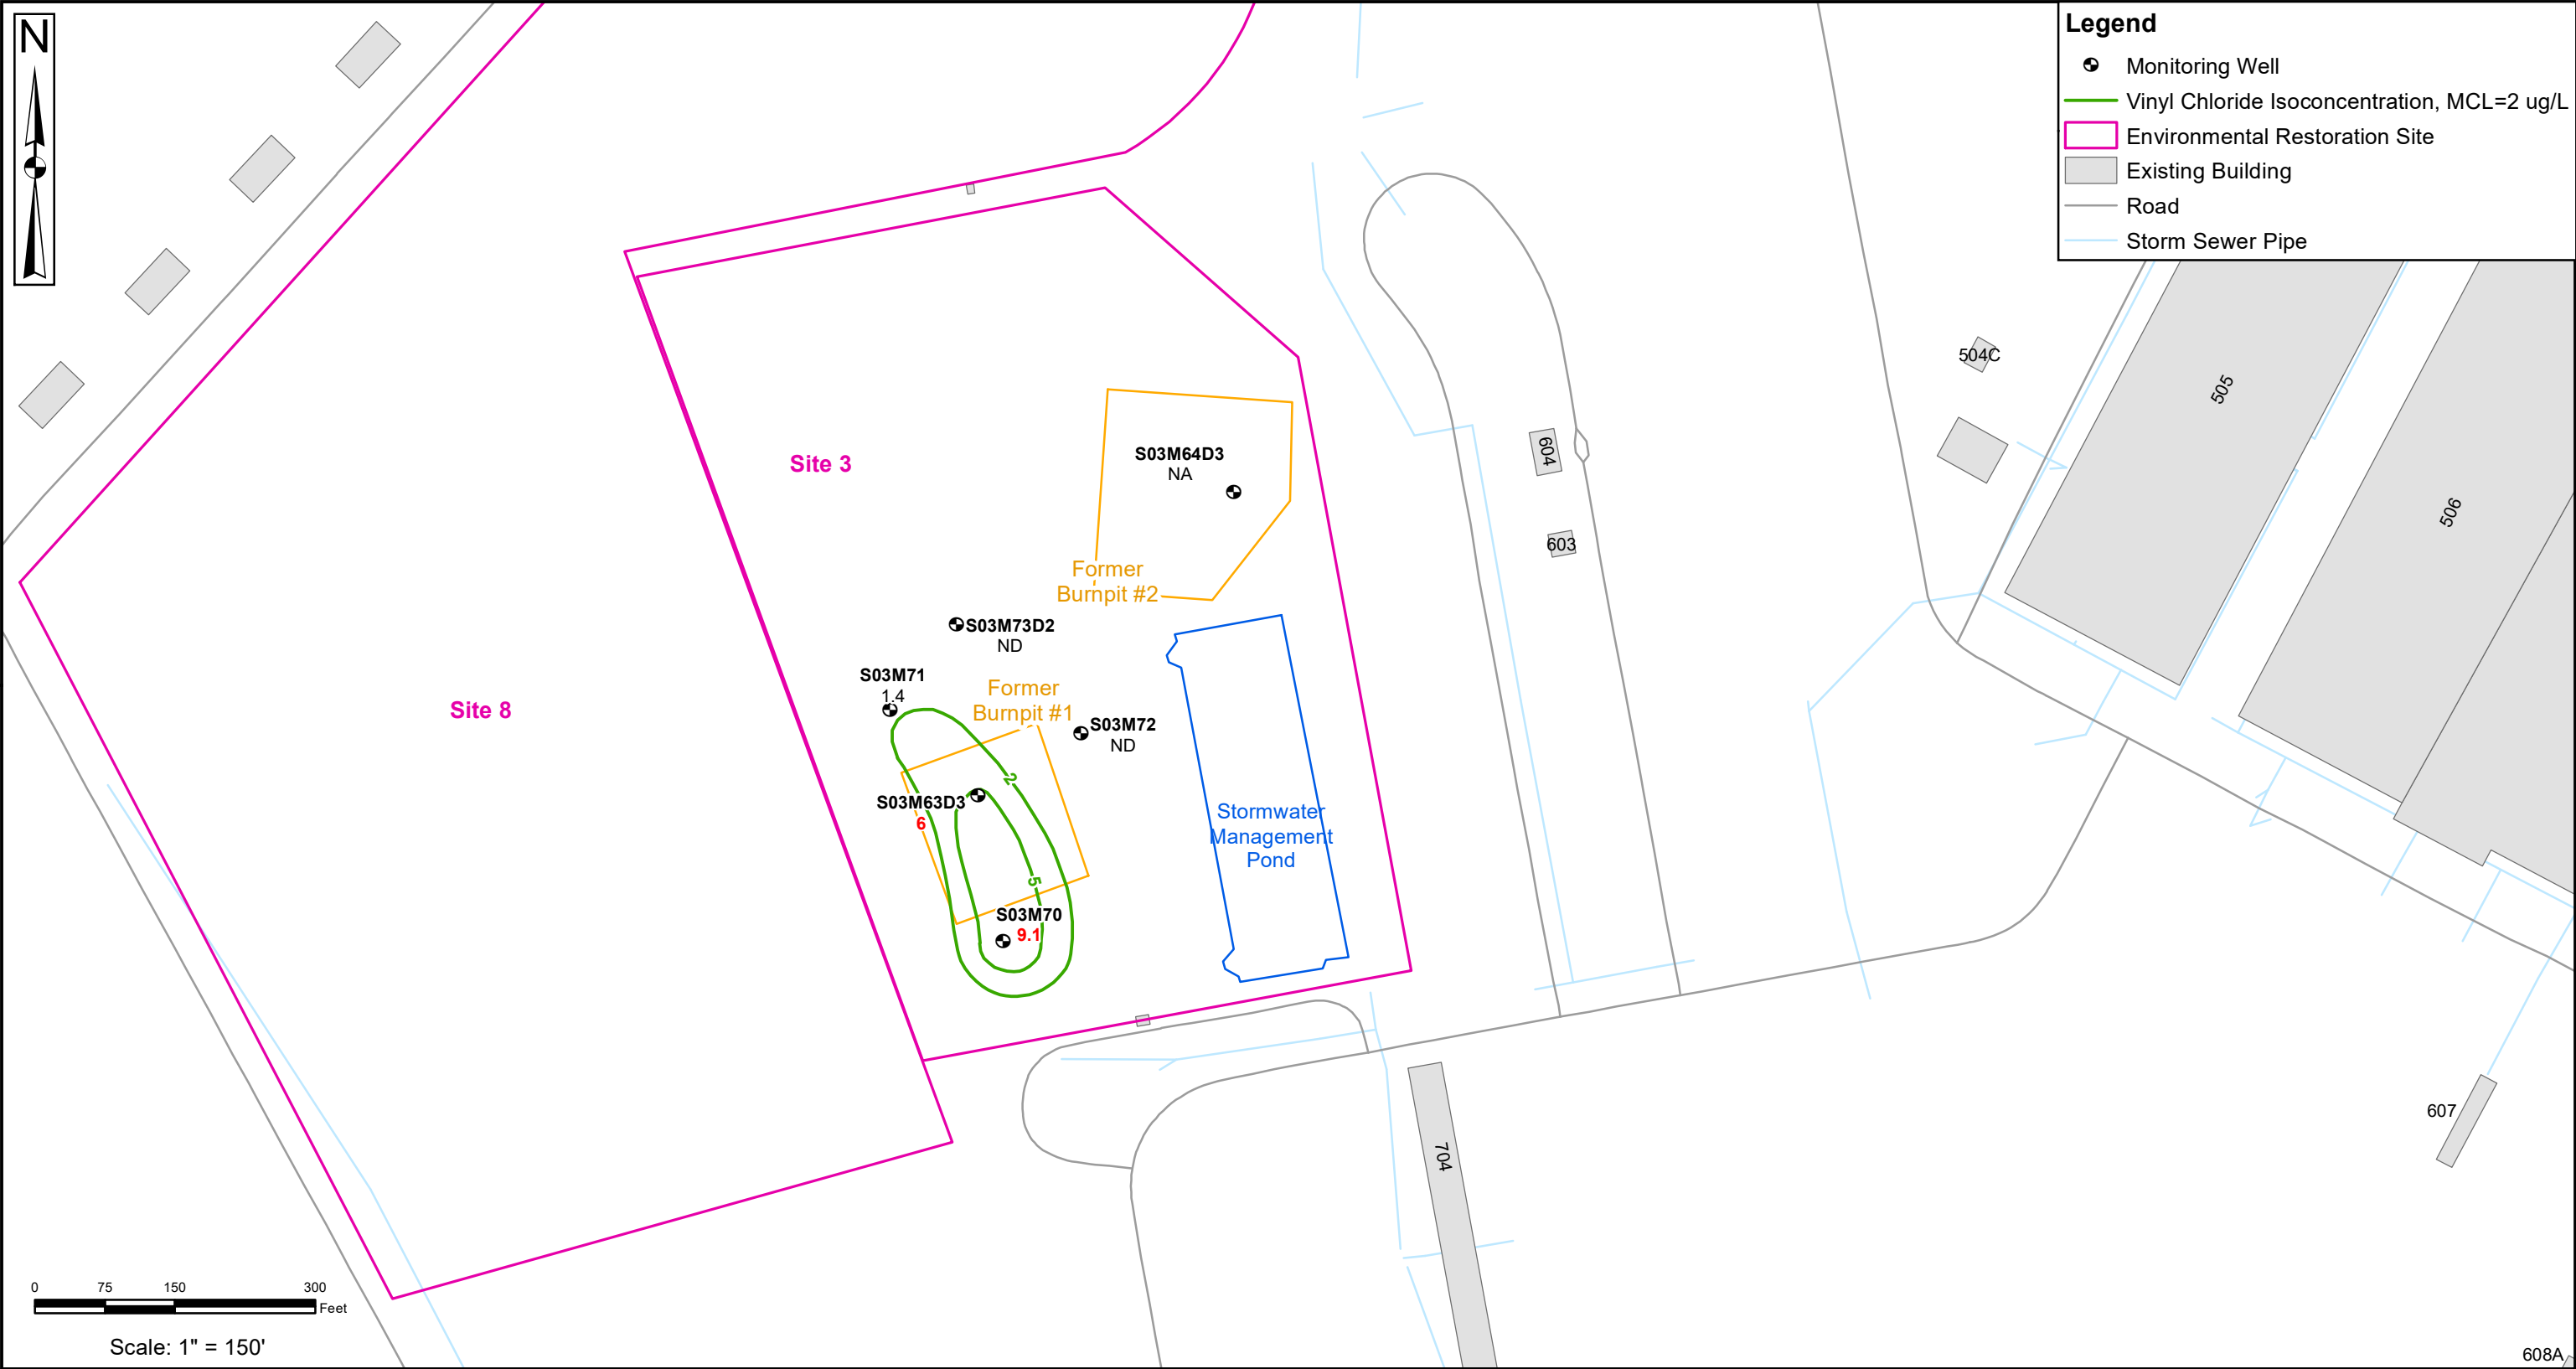 N
Legend
Monitoring Well
Vinyl Chloride Isoconcentration, MCL=2 ug/L
Environmental Restoration Site
Existing Building
Road
Storm Sewer Pipe
504C
505
506
604
603
Site 3
S03M64D3
NA
Former
Burnpit #2
S03M73D2
ND
S03M71
1.4
Former
Burnpit #1
S03M72
ND
Site 8
2
S03M63D3
6
Stormwater
Management
Pond
5
S03M70
9.1
607
704
0 75 150 300
Feet
Scale: 1" = 150'
608A